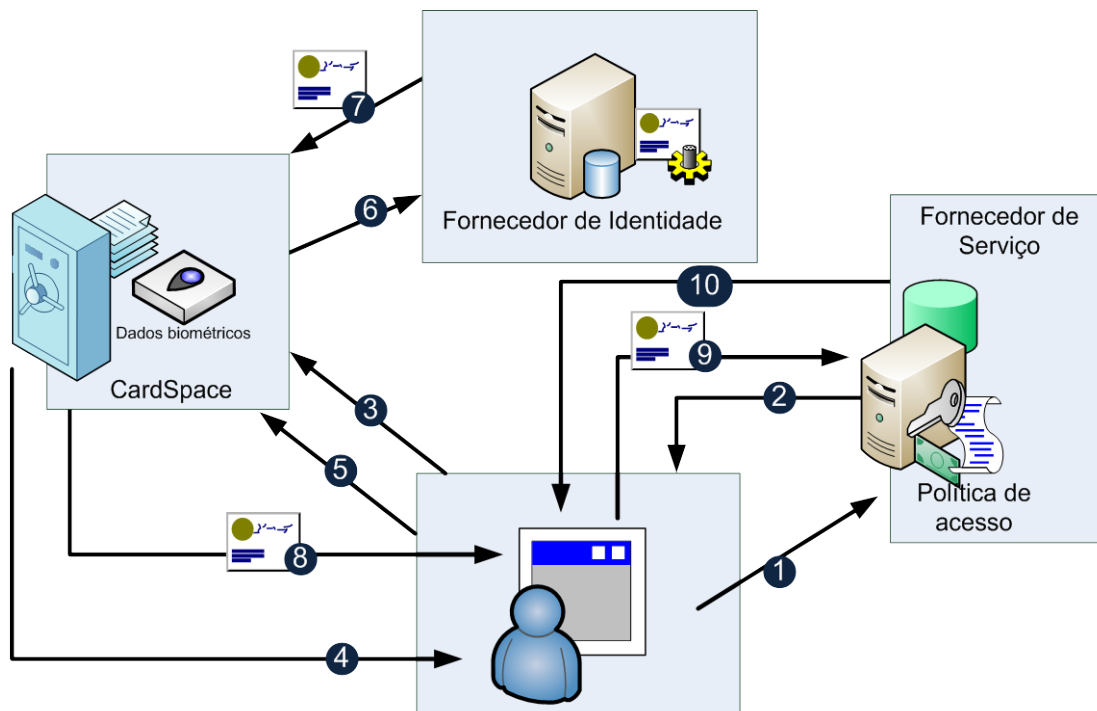 7
6
Fornecedor de Identidade
Fornecedor de
Serviço
10
9
2
Dados biométricos
CardSpace
3
5
Política de
acesso
8
1
4